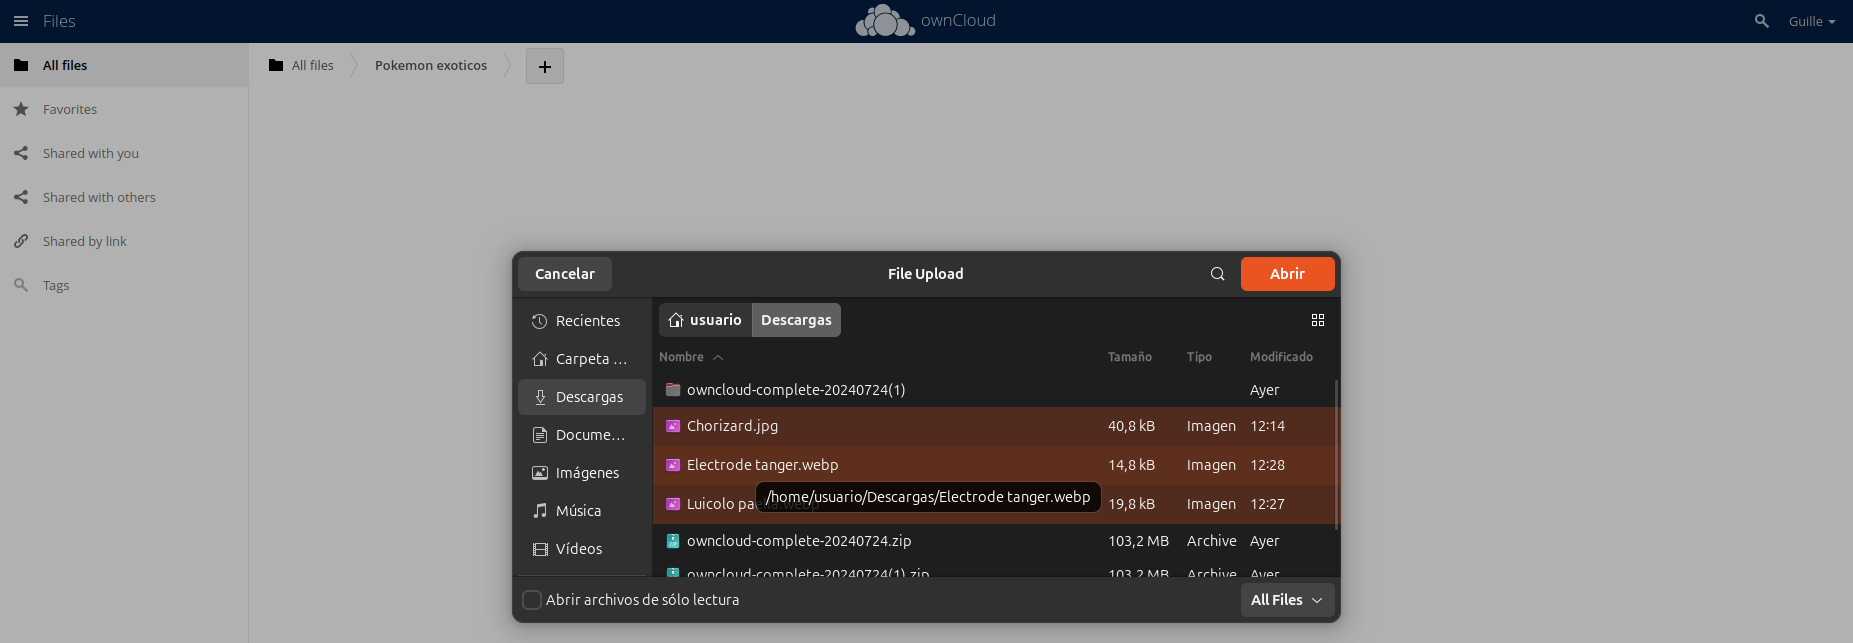 Files
ownCloud
Guille
All files
Favorites
Shared with you
Shared with others
Shared by link
Tags
All files
Pokemon exoticos
+
Cancelar
File Upload
Abrir
Recientes
Carpeta ...
Descargas
Docume...
Imágenes
Música
Vídeos
usuario
Descargas
Nombre Tamaño Tipo Modificado
owncloud-complete-20240724(1) Ayer
Chorizard.jpg 40,8 kB Imagen 12:14
Electrode tanger.webp 14,8 kB Imagen 12:28
/home/usuario/Descargas/Electrode tanger.webp
Luicolo paella.webp 19,8 kB Imagen 12:27
owncloud-complete-20240724.zip 103,2 MB Archive Ayer
owncloud-complete-20240724(1).zip 103,2 MB Archive Ayer
Abrir archivos de sólo lectura
All Files